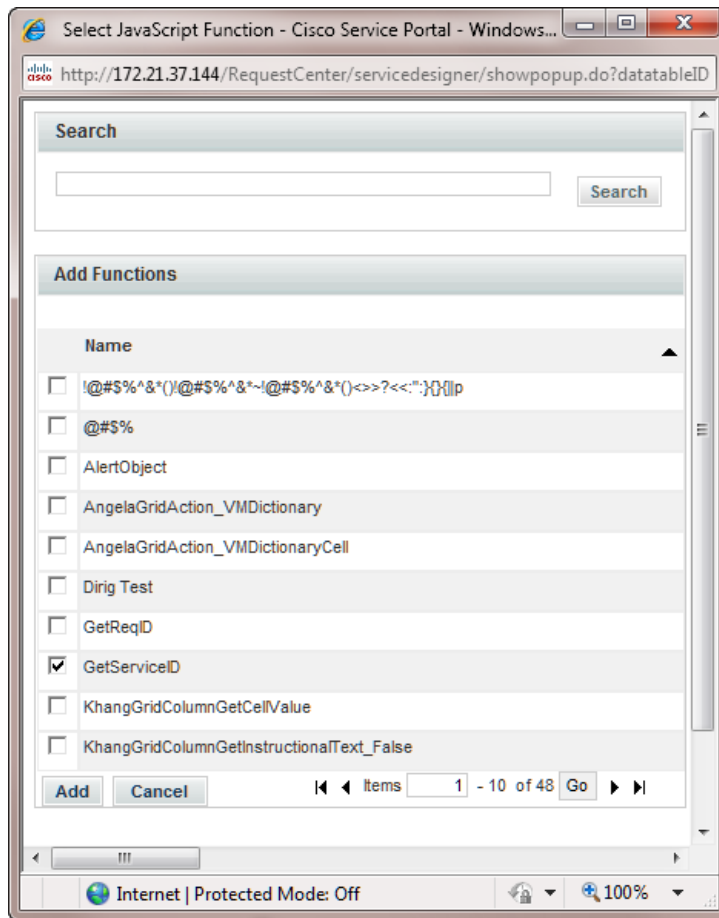 Select JavaScript Function - Cisco Service Portal - Windows...
cisco http://172.21.37.144/RequestCenter/servicedesigner/showpopup.do?datatableID
Search
Search
Add Functions
Name
!@#$%^&*()!@#$%^&*~!@#$%^&*()<>>?<<:":}{}{||p
@#$%
AlertObject
AngelaGridAction_VMDictionary
AngelaGridAction_VMDictionaryCell
Dirig Test
GetReqID
GetServiceID
KhangGridColumnGetCellValue
KhangGridColumnGetInstructionalText_False
Add Cancel Items 1 - 10 of 48 Go
Internet | Protected Mode: Off 100%